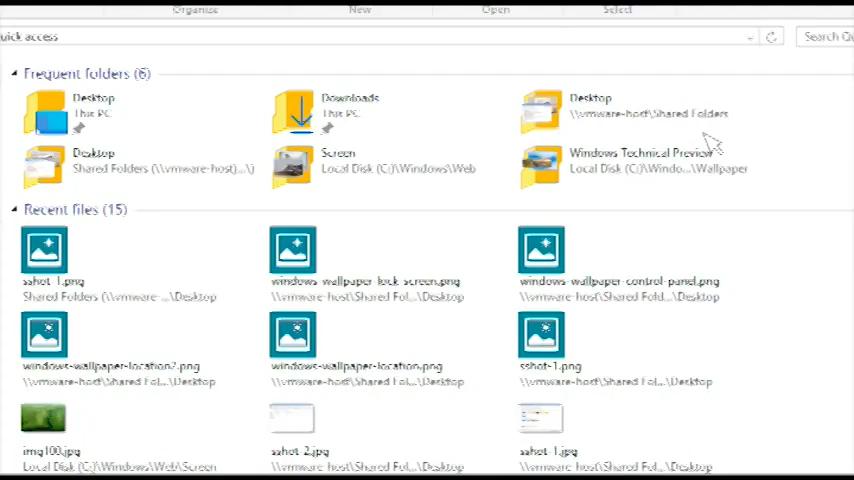 Organize New Open Select
uick access Search Qu
Frequent folders (6)
Desktop
This PC
Downloads
This PC
Desktop
\\vmware-host\Shared Folders
Desktop
Shared Folders (\\vmware-host)...\)
Screen
Local Disk (C:)\Windows\Web
Windows Technical Preview
Local Disk (C:)\Windo...\Wallpaper
Recent files (15)
sshot-1.png
Shared Folders (\\vmware-...\Desktop
windows-wallpaper-lock-screen.png
\\vmware-host\Shared Fol...\Desktop
windows-wallpaper-control-panel.png
\\vmware-host\Shared Fold...\Desktop
windows-wallpaper-location2.png
\\vmware-host\Shared Fol...\Desktop
windows-wallpaper-location.png
\\vmware-host\Shared Fol...\Desktop
sshot-1.png
\\vmware-host\Shared Fol...\Desktop
img100.jpg
Local Disk (C:)\Windows\Web\Screen
sshot-2.jpg
\\vmware-host\Shared Fol...\Desktop
sshot-1.jpg
\\vmware-host\Shared Fol...\Desktop